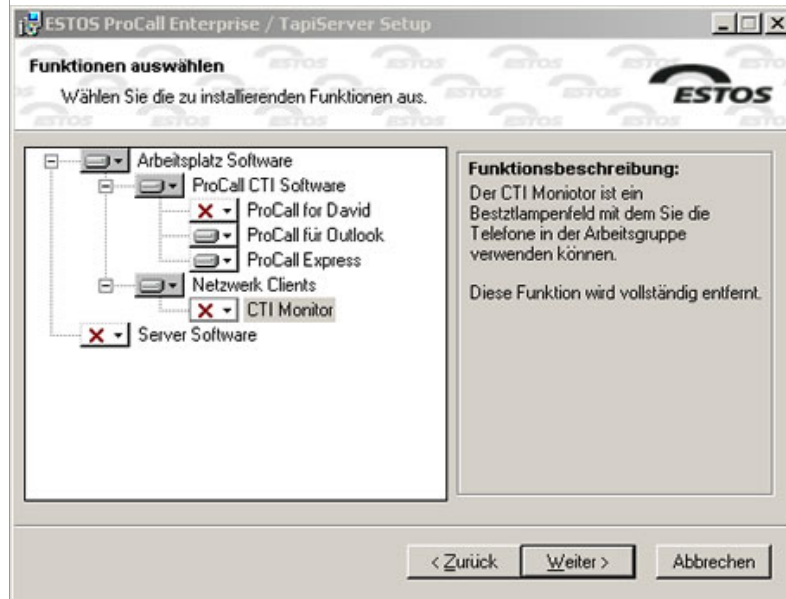 ESTOS ProCall Enterprise / TapiServer Setup
Funktionen auswählen
Wählen Sie die zu installierenden Funktionen aus.
ESTOS
Arbeitsplatz Software
ProCall CTI Software
ProCall for David
ProCall für Outlook
ProCall Express
Netzwerk Clients
CTI Monitor
Server Software
Funktionsbeschreibung:
Der CTI Moniotor ist ein
Bestztlampenfeld mit dem Sie die
Telefone in der Arbeitsgruppe
verwenden können.
Diese Funktion wird vollständig entfernt.
< Zurück
Weiter >
Abbrechen